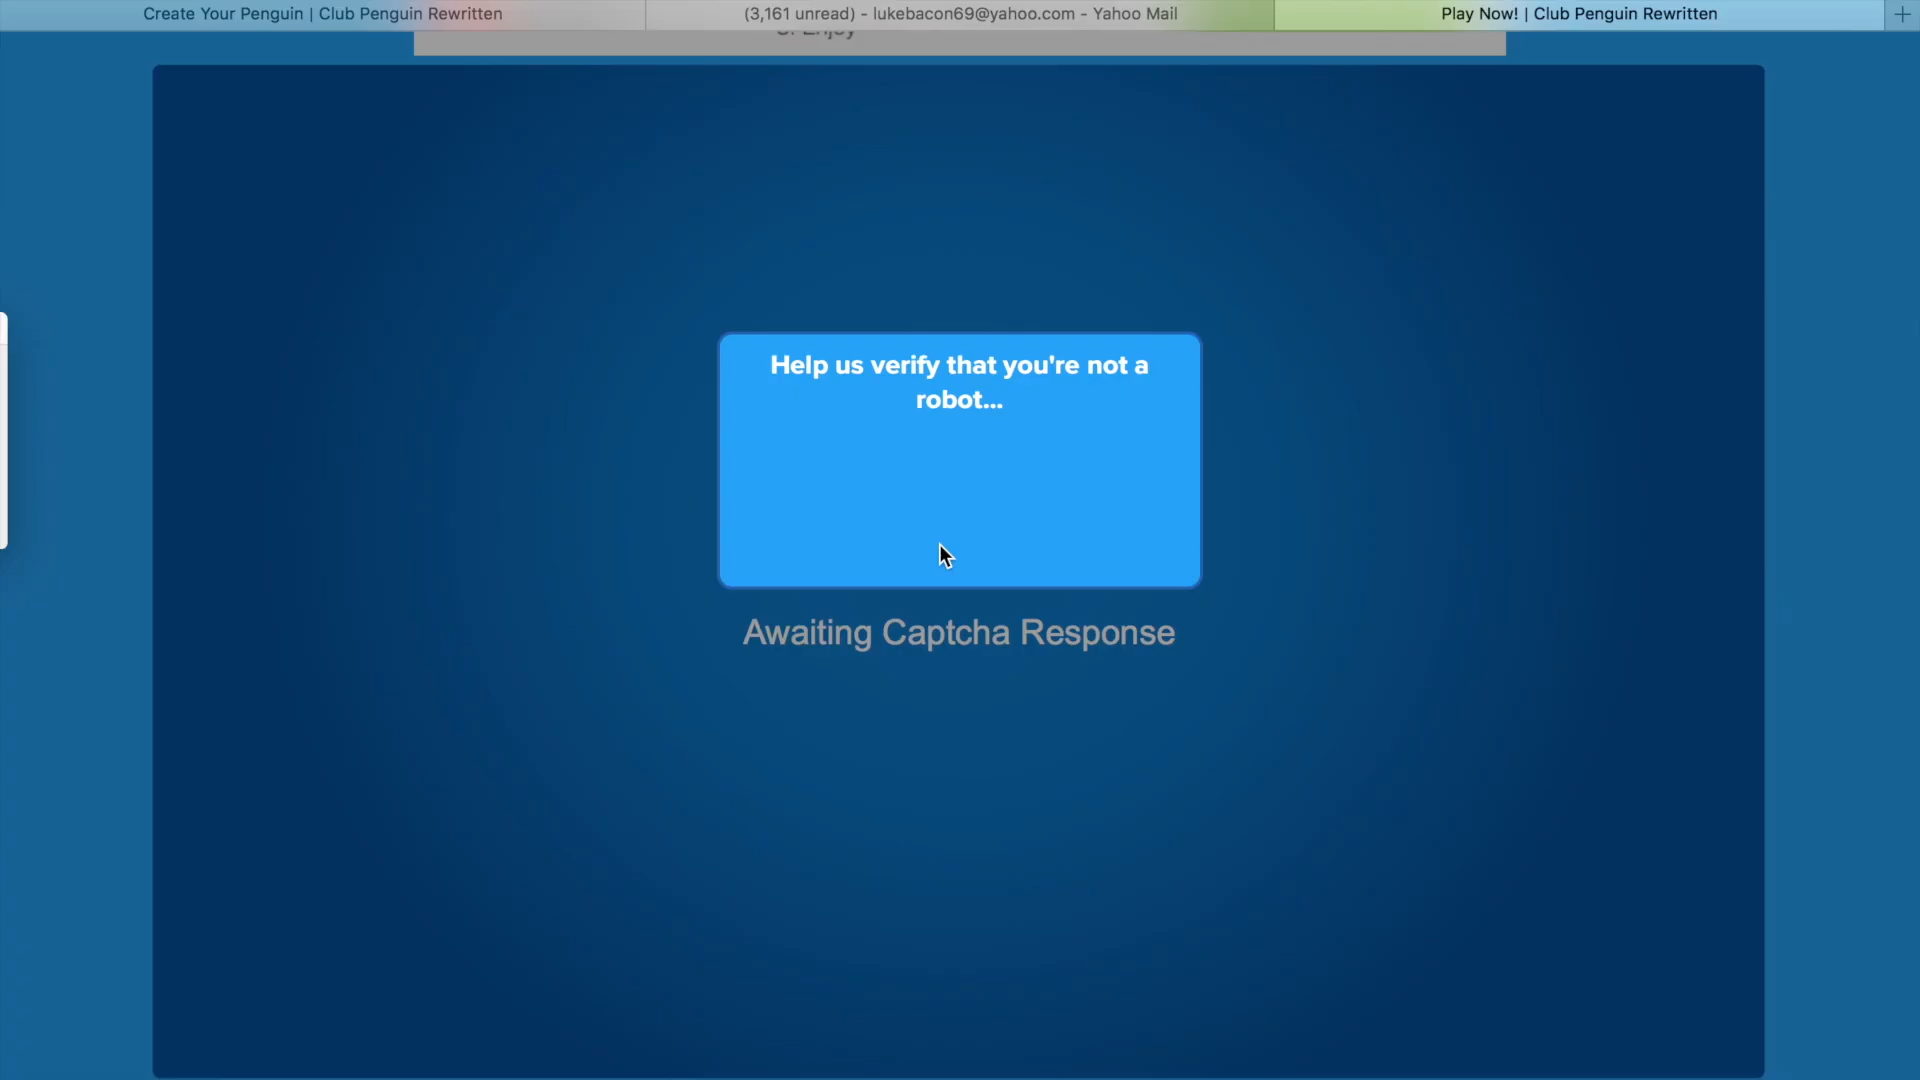 Create Your Penguin | Club Penguin Rewritten
(3,161 unread) - lukebacon69@yahoo.com - Yahoo Mail
Play Now! | Club Penguin Rewritten
Help us verify that you're not a
robot...
Awaiting Captcha Response